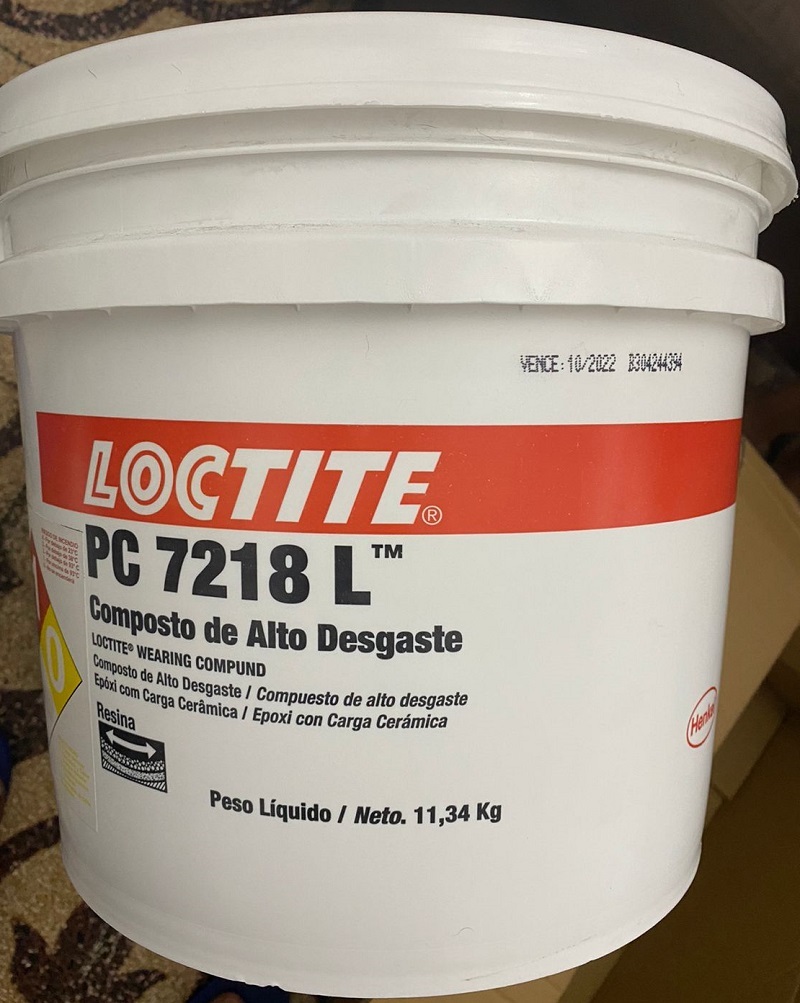 VENCE: 10/2022 B304244394
LOCTITE®
PC 7218 L™
Composto de Alto Desgaste
LOCTITE® WEARING COMPUND
Composto de Alto Desgaste / Compuesto de alto desgaste
Epóxi com Carga Cerâmica / Epoxi con Carga Cerámica
Resina
0
Henkel
Peso Líquido / Neto. 11,34 Kg